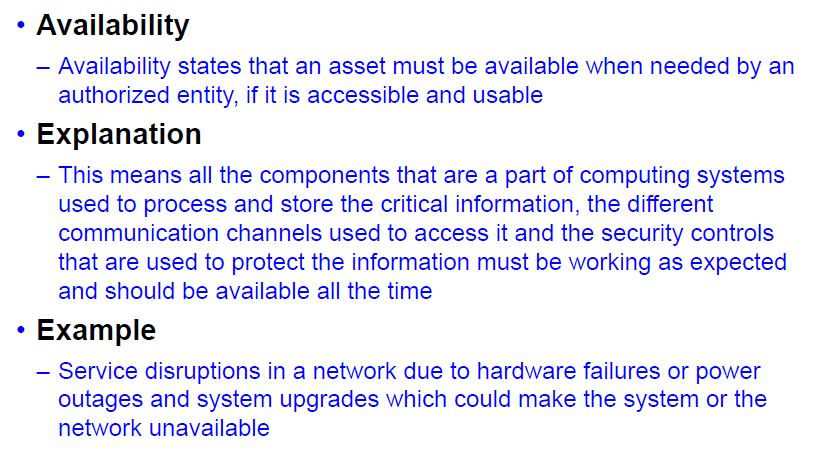 • Availability
– Availability states that an asset must be available when needed by an
authorized entity, if it is accessible and usable
• Explanation
– This means all the components that are a part of computing systems
used to process and store the critical information, the different
communication channels used to access it and the security controls
that are used to protect the information must be working as expected
and should be available all the time
• Example
– Service disruptions in a network due to hardware failures or power
outages and system upgrades which could make the system or the
network unavailable